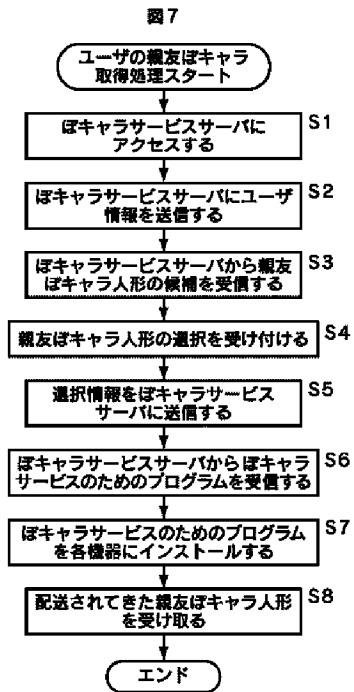 図7
ユーザの親友ぽキャラ
取得処理スタート
ぽキャラサービスサーバに
アクセスする
S1
ぽキャラサービスサーバにユーザ
情報を送信する
S2
ぽキャラサービスサーバから親友
ぽキャラ人形の候補を受信する
S3
親友ぽキャラ人形の選択を受け付ける
S4
選択情報をぽキャラサービス
サーバに送信する
S5
ぽキャラサービスサーバからぽキャラ
サービスのためのプログラムを受信する
S6
ぽキャラサービスのためのプログラム
を各機器にインストールする
S7
配送されてきた親友ぽキャラ人形
を受け取る
S8
エンド